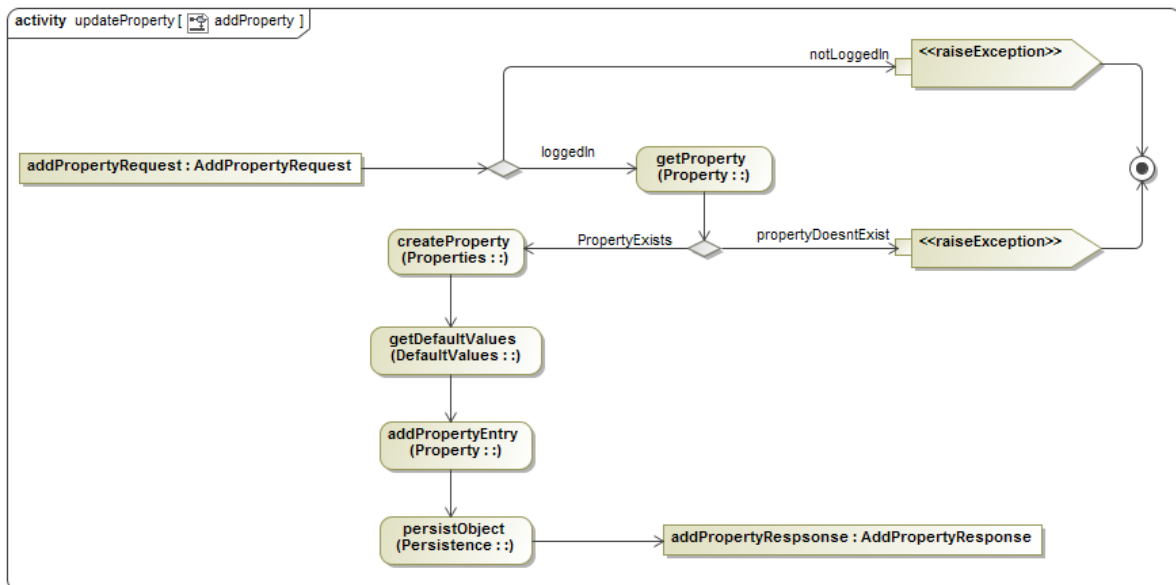 activity updateProperty [ addProperty ]
notLoggedIn
<<raiseException>>
addPropertyRequest : AddPropertyRequest
loggedIn
getProperty
(Property : :)
createProperty
(Properties : :)
PropertyExists
propertyDoesntExist
<<raiseException>>
getDefaultValues
(DefaultValues : :)
addPropertyEntry
(Property : :)
persistObject
(Persistence : :)
addPropertyRespsonse : AddPropertyResponse